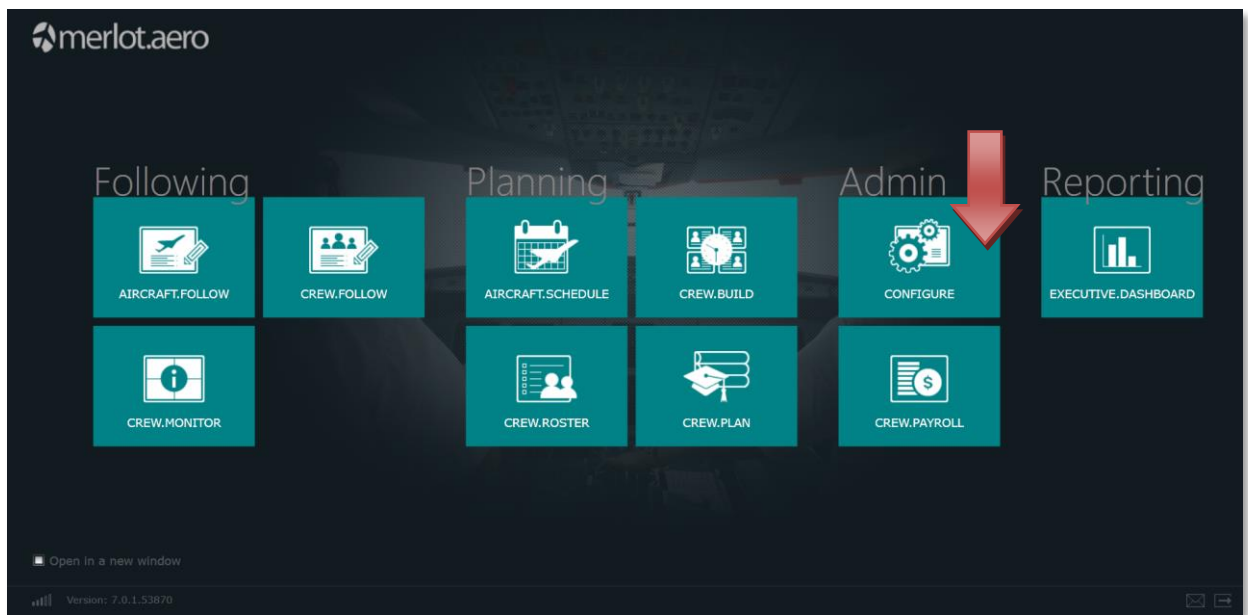 merlot.aero
Following
Planning
Admin
Reporting
AIRCRAFT.FOLLOW
CREW.FOLLOW
AIRCRAFT.SCHEDULE
CREW.BUILD
CONFIGURE
EXECUTIVE.DASHBOARD
CREW.MONITOR
CREW.ROSTER
CREW.PLAN
CREW.PAYROLL
Open in a new window
Version: 7.0.1.53870